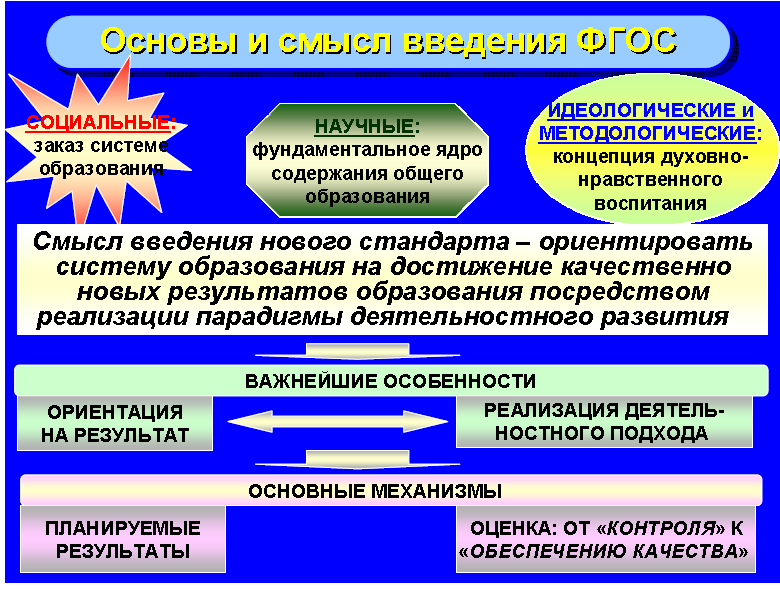 Основы и смысл введения ФГОС
СОЦИАЛЬНЫЕ:
заказ системе
образования
НАУЧНЫЕ:
фундаментальное ядро
содержания общего
образования
ИДЕОЛОГИЧЕСКИЕ и
МЕТОДОЛОГИЧЕСКИЕ:
концепция духовно-
нравственного
воспитания
Смысл введения нового стандарта – ориентировать
систему образования на достижение качественно
новых результатов образования посредством
реализации парадигмы деятельностного развития
ВАЖНЕЙШИЕ ОСОБЕННОСТИ
ОРИЕНТАЦИЯ
НА РЕЗУЛЬТАТ
РЕАЛИЗАЦИЯ ДЕЯТЕЛЬ-
НОСТНОГО ПОДХОДА
ОСНОВНЫЕ МЕХАНИЗМЫ
ПЛАНИРУЕМЫЕ
РЕЗУЛЬТАТЫ
ОЦЕНКА: ОТ «КОНТРОЛЯ» К
«ОБЕСПЕЧЕНИЮ КАЧЕСТВА»